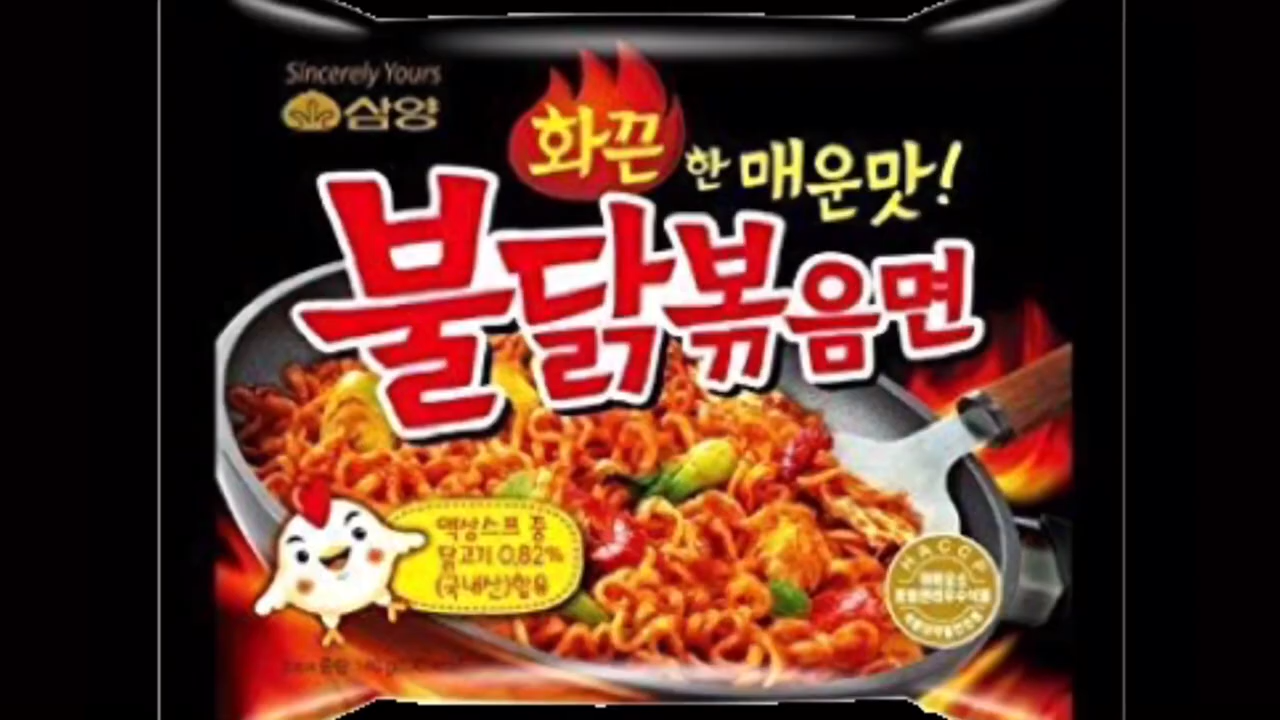 Sincerely Yours
삼양
화끈한 매운맛!
불닭볶음면
액상스프 중
닭고기 0.82%
(국내산)함유
HACCP